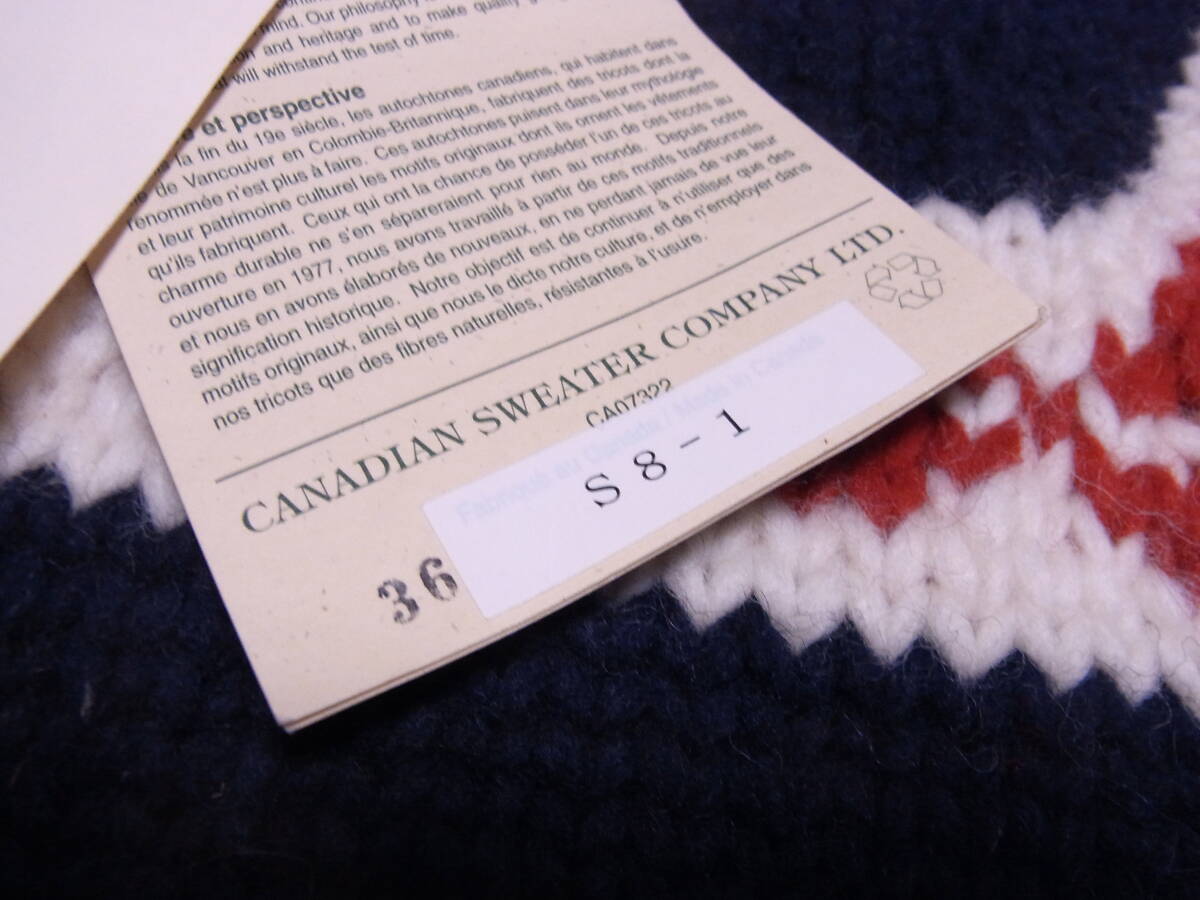 mind. Our philosophy
and heritage and to make quality
will withstand the test of time.
et perspective
la fin du 19e siècle, les autochtones canadiens, qui habitent dans
de Vancouver en Colombie-Britannique, fabriquent des tricots dont la
renommée n'est plus à faire. Ces autochtones puisent dans leur mythologie
et leur patrimoine culturel les motifs originaux dont ils ornent les vêtements
qu'ils fabriquent. Ceux qui ont la chance de posséder l'un de ces tricots au
charme durable ne s'en sépareraient pour rien au monde. Depuis notre
ouverture en 1977, nous avons travaillé à partir de ces motifs traditionnels
et nous en avons élaborés de nouveaux, en ne perdant jamais de vue leur
signification historique. Notre objectif est de continuer à n'utiliser que des
motifs originaux, ainsi que nous le dicte notre culture, et de n'employer dans
nos tricots que des fibres naturelles, résistantes à l'usure.
CANADIAN SWEATER COMPANY LTD.
CA07322
Fabriqué au Canada / Made in Canada
S 8 - 1
36